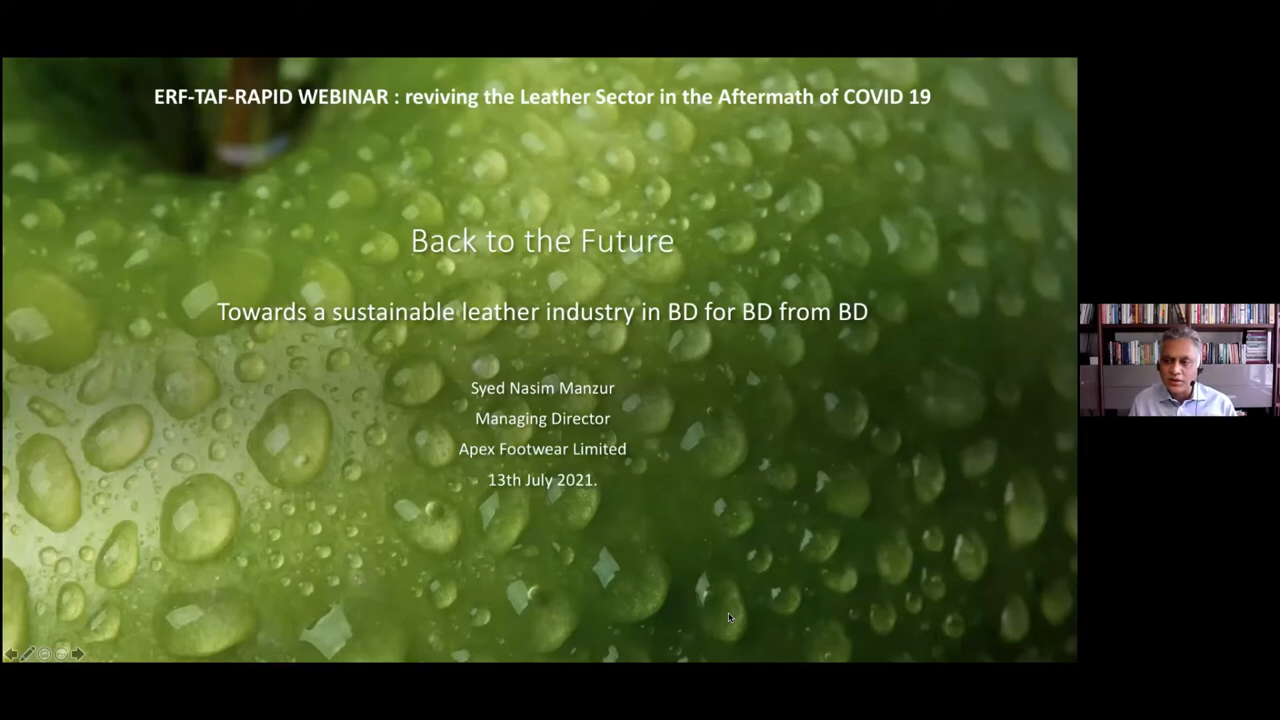 ERF-TAF-RAPID WEBINAR : reviving the Leather Sector in the Aftermath of COVID 19
Back to the Future
Towards a sustainable leather industry in BD for BD from BD
Syed Nasim Manzur
Managing Director
Apex Footwear Limited
13th July 2021.